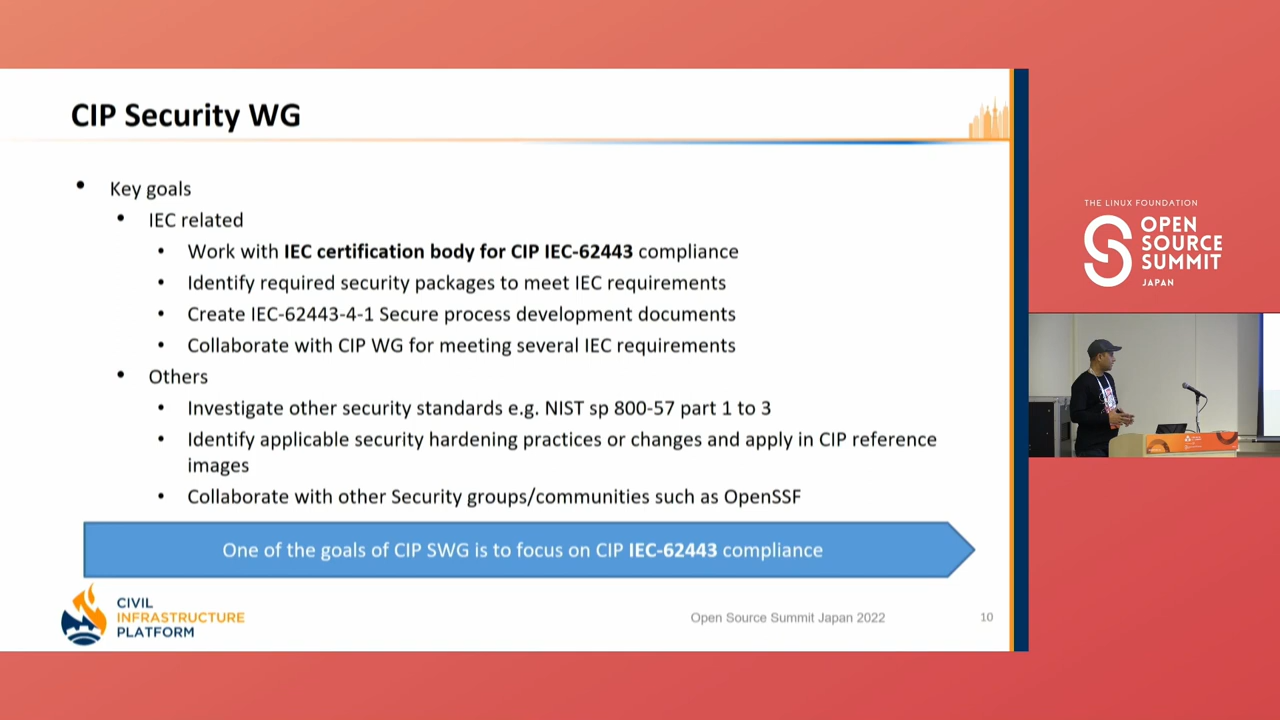 CIP Security WG
• Key goals
• IEC related
• Work with IEC certification body for CIP IEC-62443 compliance
• Identify required security packages to meet IEC requirements
• Create IEC-62443-4-1 Secure process development documents
• Collaborate with CIP WG for meeting several IEC requirements
• Others
• Investigate other security standards e.g. NIST sp 800-57 part 1 to 3
• Identify applicable security hardening practices or changes and apply in CIP reference
images
• Collaborate with other Security groups/communities such as OpenSSF
One of the goals of CIP SWG is to focus on CIP IEC-62443 compliance
CIVIL
INFRASTRUCTURE
PLATFORM
Open Source Summit Japan 2022
10
THE LINUX FOUNDATION
OPEN
SOURCE
SUMMIT
JAPAN